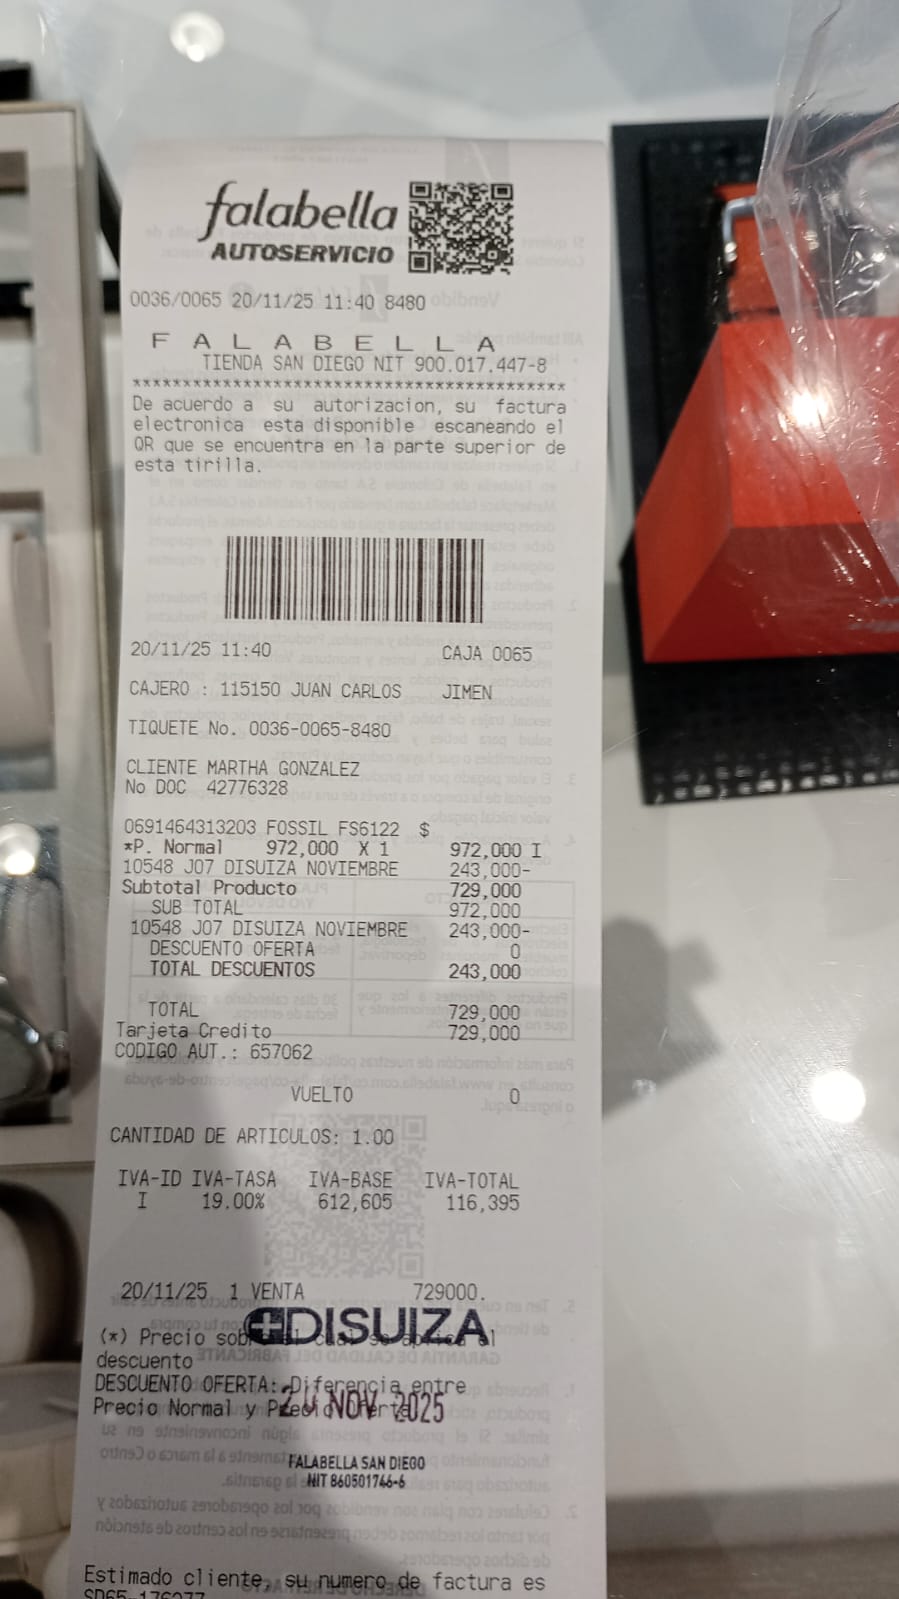 falabella
AUTOSERVICIO
0036/0065 20/11/25 11:40 8480
F A L A B E L L A
TIENDA SAN DIEGO NIT 900.017.447-8
*******************************************
De acuerdo a su autorizacion, su factura
electronica esta disponible escaneando el
QR que se encuentra en la parte superior de
esta tirilla.
20/11/25 11:40 CAJA 0065
CAJERO : 115150 JUAN CARLOS JIMEN
TIQUETE No. 0036-0065-8480
CLIENTE MARTHA GONZALEZ
No DOC 42776328
0691464313203 FOSSIL FS6122 $
*P. Normal 972,000 X 1 972,000 I
10548 J07 DISUIZA NOVIEMBRE 243,000-
Subtotal Producto 729,000
SUB TOTAL 972,000
10548 J07 DISUIZA NOVIEMBRE 243,000-
DESCUENTO OFERTA 0
TOTAL DESCUENTOS 243,000
TOTAL 729,000
Tarjeta Credito 729,000
CODIGO AUT.: 657062
VUELTO 0
CANTIDAD DE ARTICULOS: 1.00
IVA-ID IVA-TASA IVA-BASE IVA-TOTAL
I 19.00% 612,605 116,395
20/11/25 1 VENTA 729000.
DISUIZA
(*) Precio sobre el cual se aplica el
descuento
DESCUENTO OFERTA: Diferencia entre
Precio Normal y Precio Oferta
20 NOV 2025
FALABELLA SAN DIEGO
NIT 860501766-6
Estimado cliente, su numero de factura es